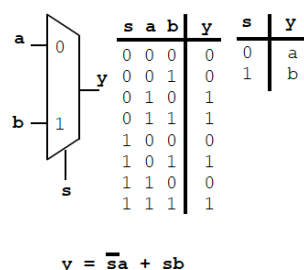 a 0
b 1
y
s
s a b y
0 0 0 0
0 0 1 0
0 1 0 1
0 1 1 1
1 0 0 0
1 0 1 1
1 1 0 0
1 1 1 1
s y
0 a
1 b
y = s̅a + sb